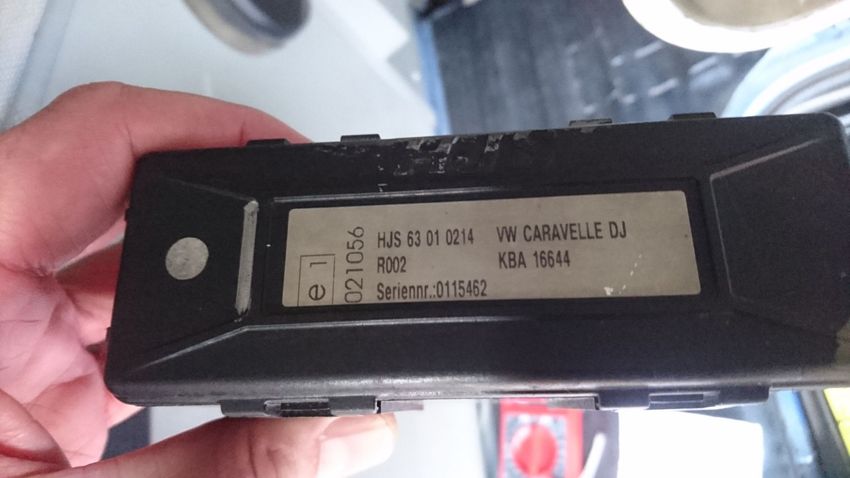 HJS 63 01 0214 VW CARAVELLE DJ
R002 KBA 16644
Seriennr.:0115462
e 1
021056